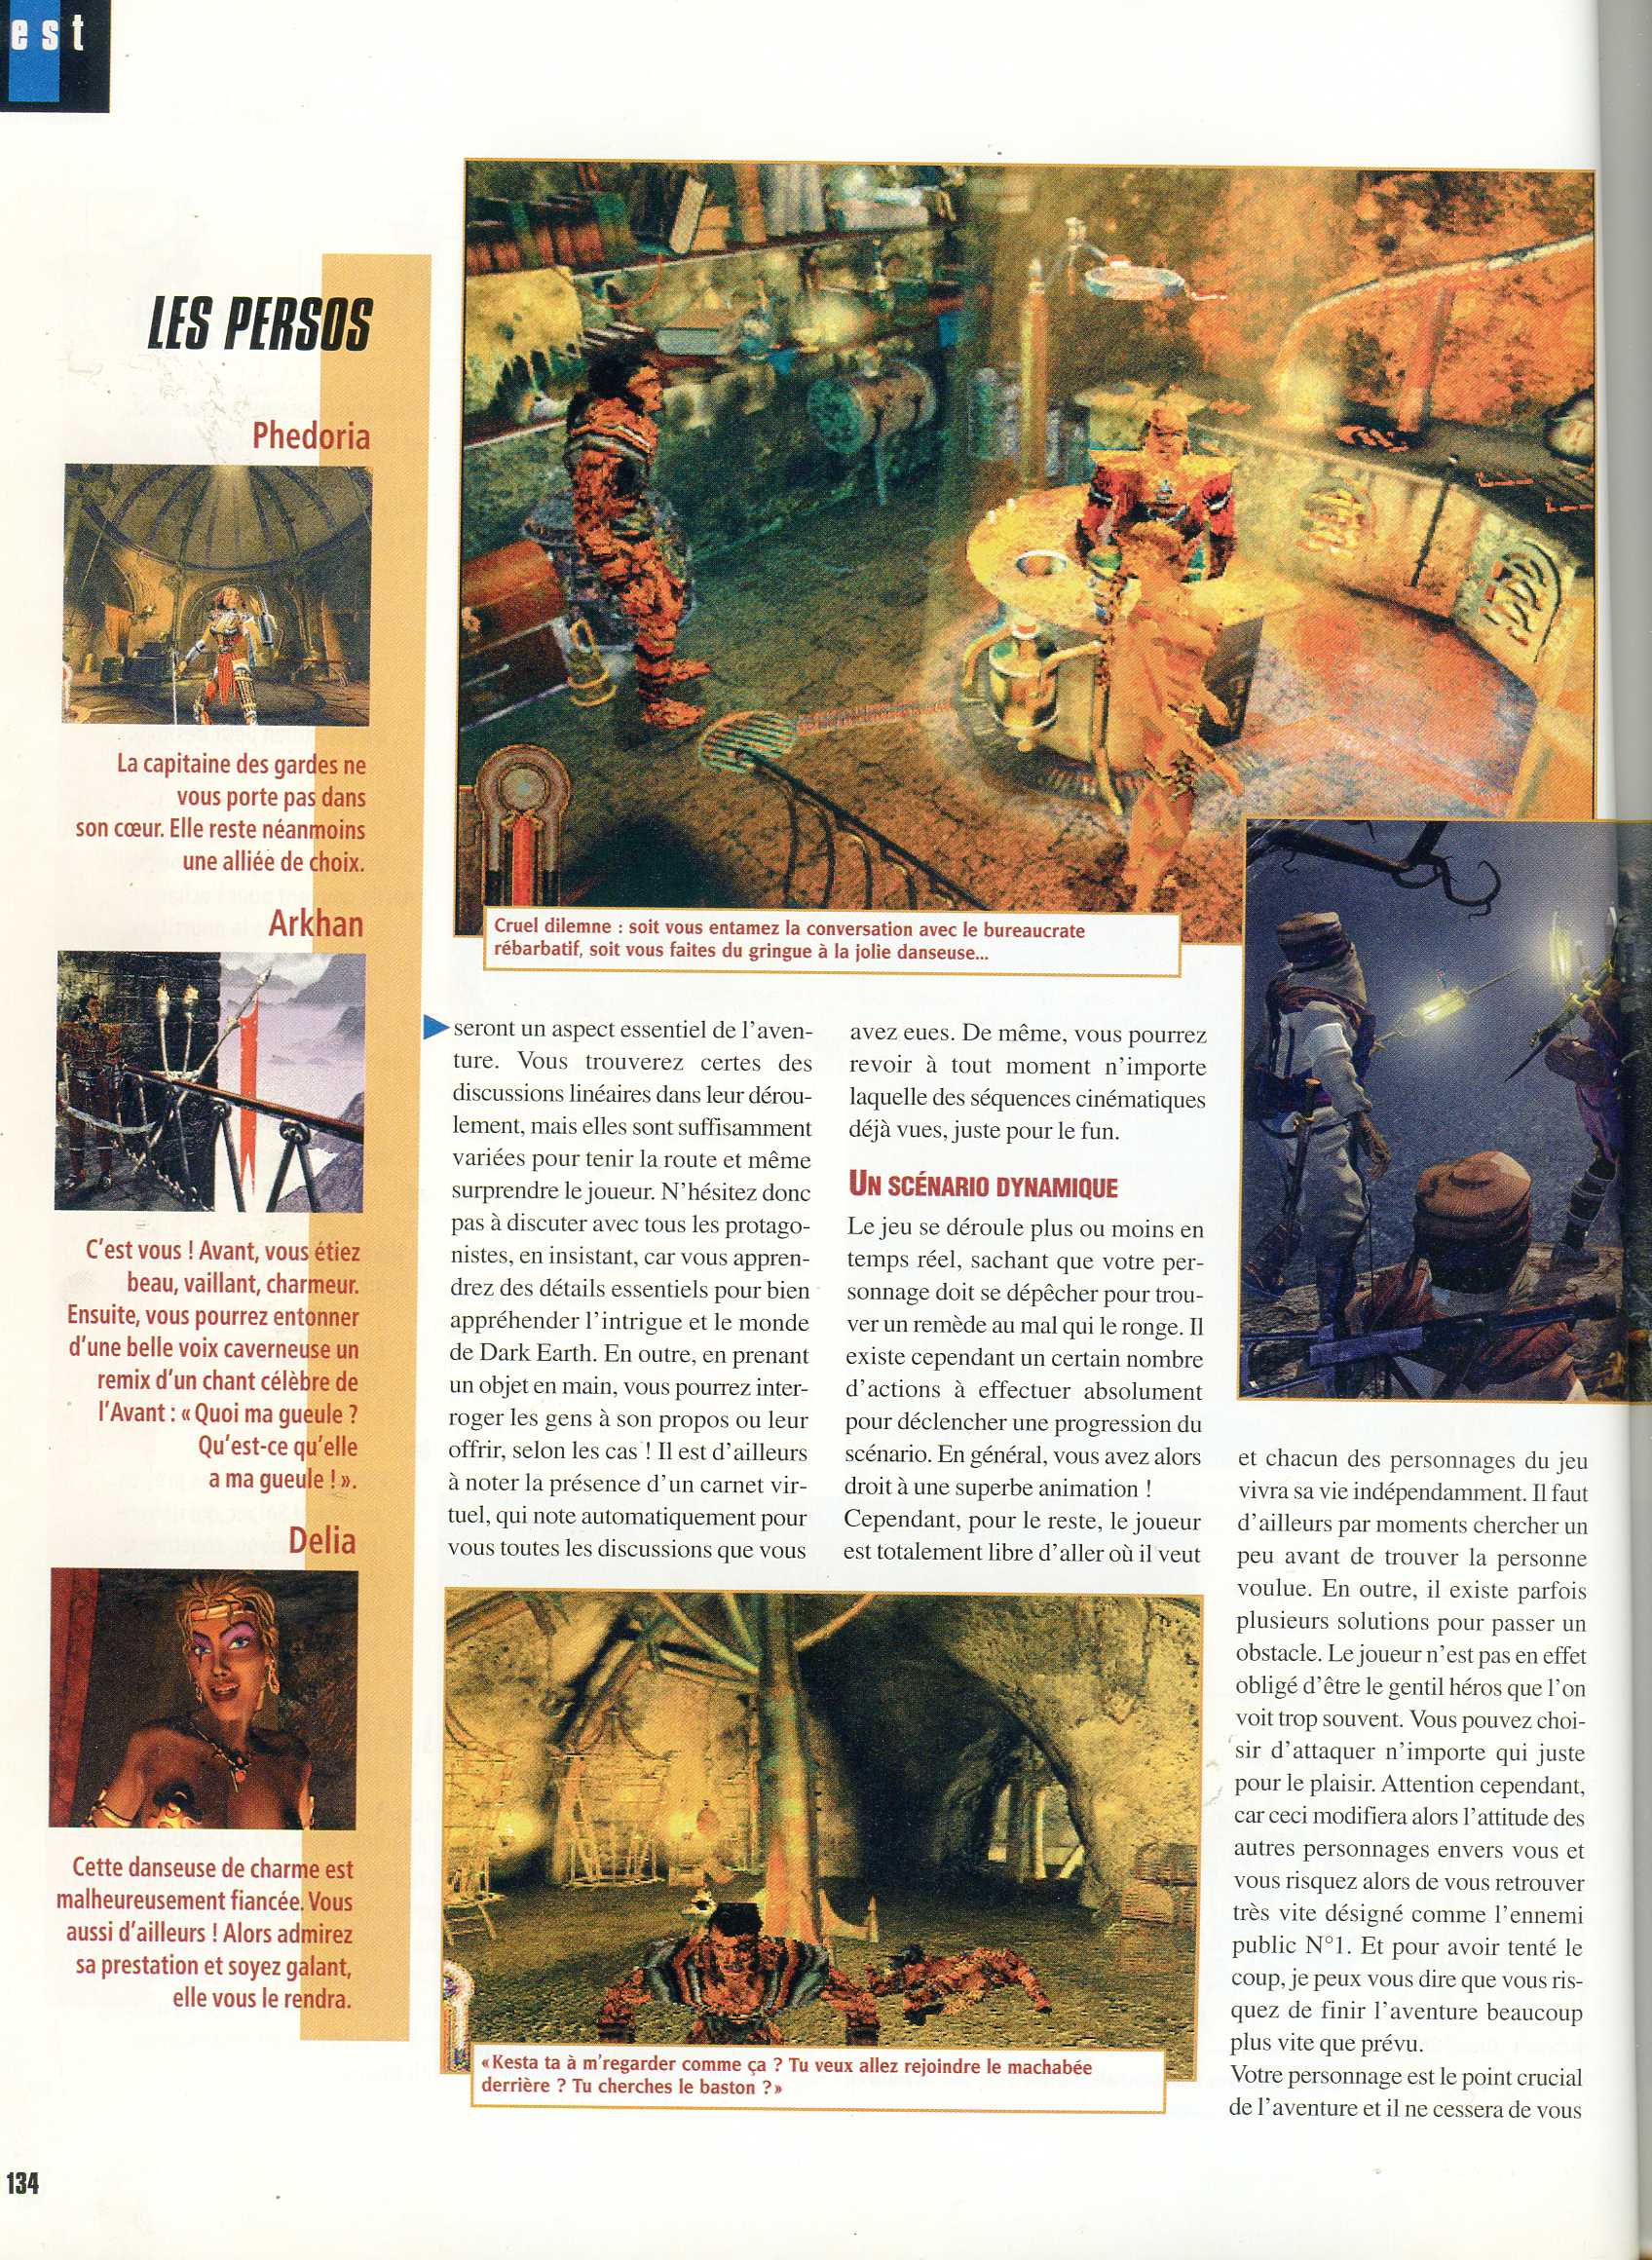 est
LES PERSOS
Phedoria
La capitaine des gardes ne
vous porte pas dans
son cœur. Elle reste néanmoins
une alliée de choix.
Arkhan
C'est vous ! Avant, vous étiez
beau, vaillant, charmeur.
Ensuite, vous pourrez entonner
d'une belle voix caverneuse un
remix d'un chant célèbre de
l'Avant : « Quoi ma gueule ?
Qu'est-ce qu'elle
a ma gueule ! ».
Delia
Cette danseuse de charme est
malheureusement fiancée. Vous
aussi d'ailleurs ! Alors admirez
sa prestation et soyez galant,
elle vous le rendra.
Cruel dilemne : soit vous entamez la conversation avec le bureaucrate
rébarbatif, soit vous faites du gringue à la jolie danseuse...
seront un aspect essentiel de l'aven-
ture. Vous trouverez certes des
discussions linéaires dans leur dérou-
lement, mais elles sont suffisamment
variées pour tenir la route et même
surprendre le joueur. N'hésitez donc
pas à discuter avec tous les protago-
nistes, en insistant, car vous appren-
drez des détails essentiels pour bien
appréhender l'intrigue et le monde
de Dark Earth. En outre, en prenant
un objet en main, vous pourrez inter-
roger les gens à son propos ou leur
offrir, selon les cas ! Il est d'ailleurs
à noter la présence d'un carnet vir-
tuel, qui note automatiquement pour
vous toutes les discussions que vous
avez eues. De même, vous pourrez
revoir à tout moment n'importe
laquelle des séquences cinématiques
déjà vues, juste pour le fun.
UN SCÉNARIO DYNAMIQUE
Le jeu se déroule plus ou moins en
temps réel, sachant que votre per-
sonnage doit se dépêcher pour trou-
ver un remède au mal qui le ronge. Il
existe cependant un certain nombre
d'actions à effectuer absolument
pour déclencher une progression du
scénario. En général, vous avez alors
droit à une superbe animation !
Cependant, pour le reste, le joueur
est totalement libre d'aller où il veut
et chacun des personnages du jeu
vivra sa vie indépendamment. Il faut
d'ailleurs par moments chercher un
peu avant de trouver la personne
voulue. En outre, il existe parfois
plusieurs solutions pour passer un
obstacle. Le joueur n'est pas en effet
obligé d'être le gentil héros que l'on
voit trop souvent. Vous pouvez choi-
sir d'attaquer n'importe qui juste
pour le plaisir. Attention cependant,
car ceci modifiera alors l'attitude des
autres personnages envers vous et
vous risquez alors de vous retrouver
très vite désigné comme l'ennemi
public N°1. Et pour avoir tenté le
coup, je peux vous dire que vous ris-
quez de finir l'aventure beaucoup
plus vite que prévu.
Votre personnage est le point crucial
de l'aventure et il ne cessera de vous
« Kesta ta à m'regarder comme ça ? Tu veux allez rejoindre le machabée
derrière ? Tu cherches le baston ? »
134